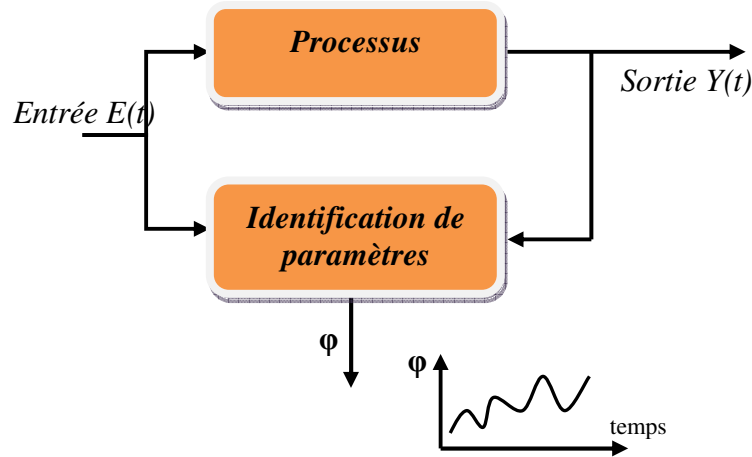 Processus
Entrée E(t)
Sortie Y(t)
Identification de
paramètres
φ
φ
temps